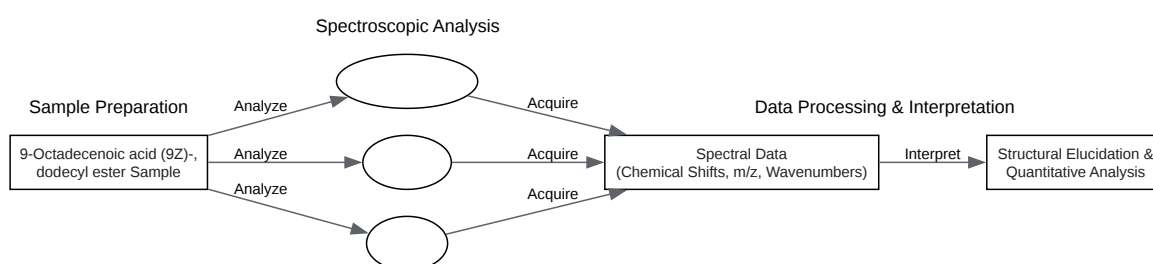 Spectroscopic Analysis
Sample Preparation
Analyze
Acquire
Data Processing & Interpretation
9-Octadecenoic acid (9Z)-,
dodecyl ester Sample
Analyze
Acquire
Spectral Data
(Chemical Shifts, m/z, Wavenumbers)
Interpret
Structural Elucidation &
Quantitative Analysis
Analyze
Acquire